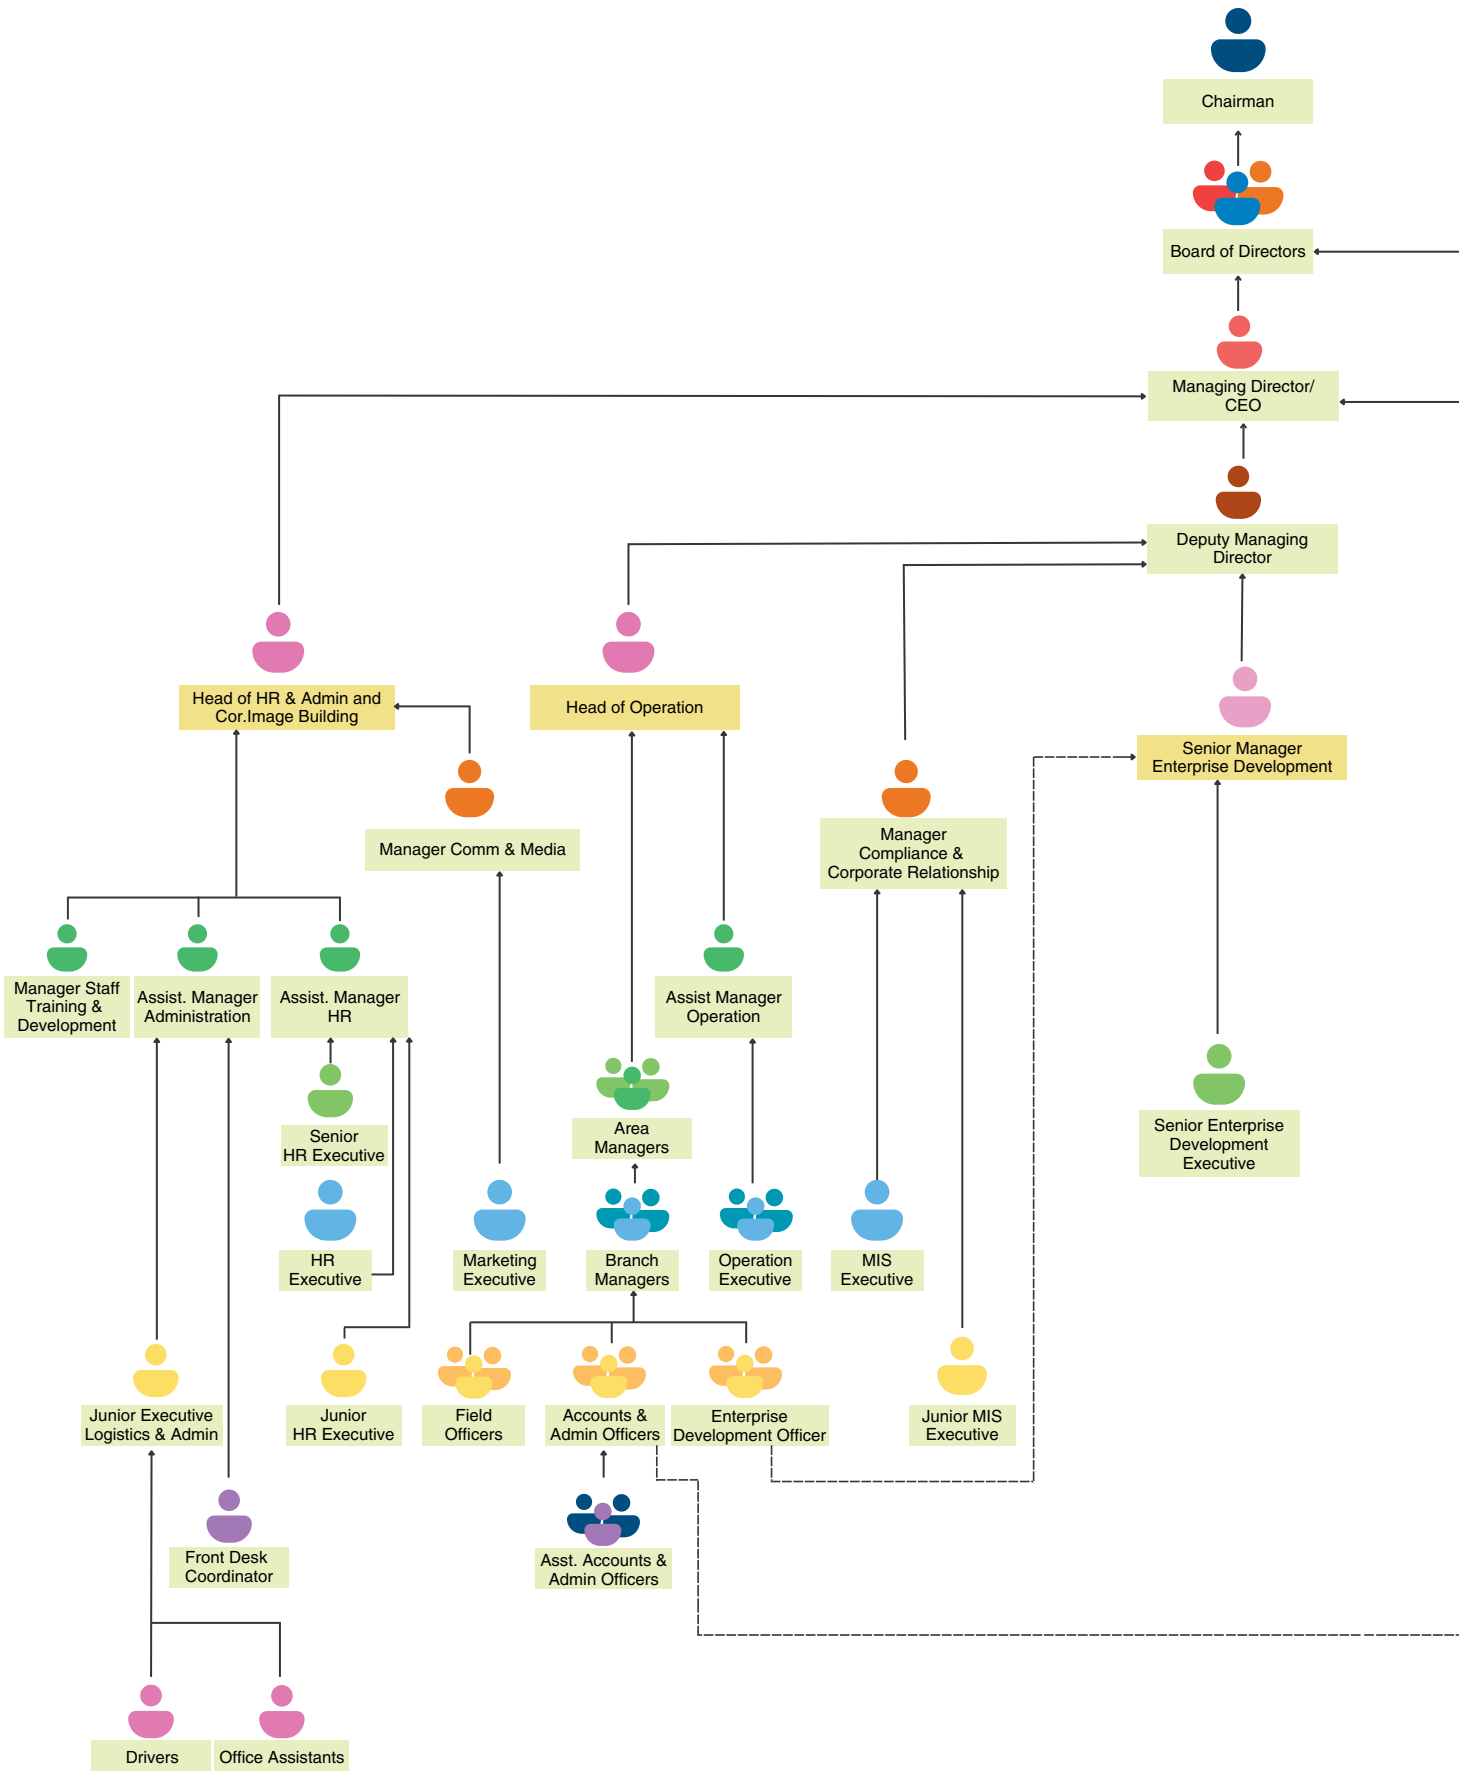 Chairman
Board of Directors
Managing Director/
CEO
Deputy Managing
Director
Head of HR & Admin and
Cor.Image Building
Head of Operation
Senior Manager
Enterprise Development
Manager Comm & Media
Manager
Compliance &
Corporate Relationship
Manager Staff
Training &
Development
Assist. Manager
Administration
Assist. Manager
HR
Assist Manager
Operation
Senior
HR Executive
Area
Managers
Senior Enterprise
Development
Executive
HR
Executive
Marketing
Executive
Branch
Managers
Operation
Executive
MIS
Executive
Junior Executive
Logistics & Admin
Junior
HR Executive
Field
Officers
Accounts &
Admin Officers
Enterprise
Development Officer
Junior MIS
Executive
Front Desk
Coordinator
Asst. Accounts &
Admin Officers
Drivers
Office Assistants